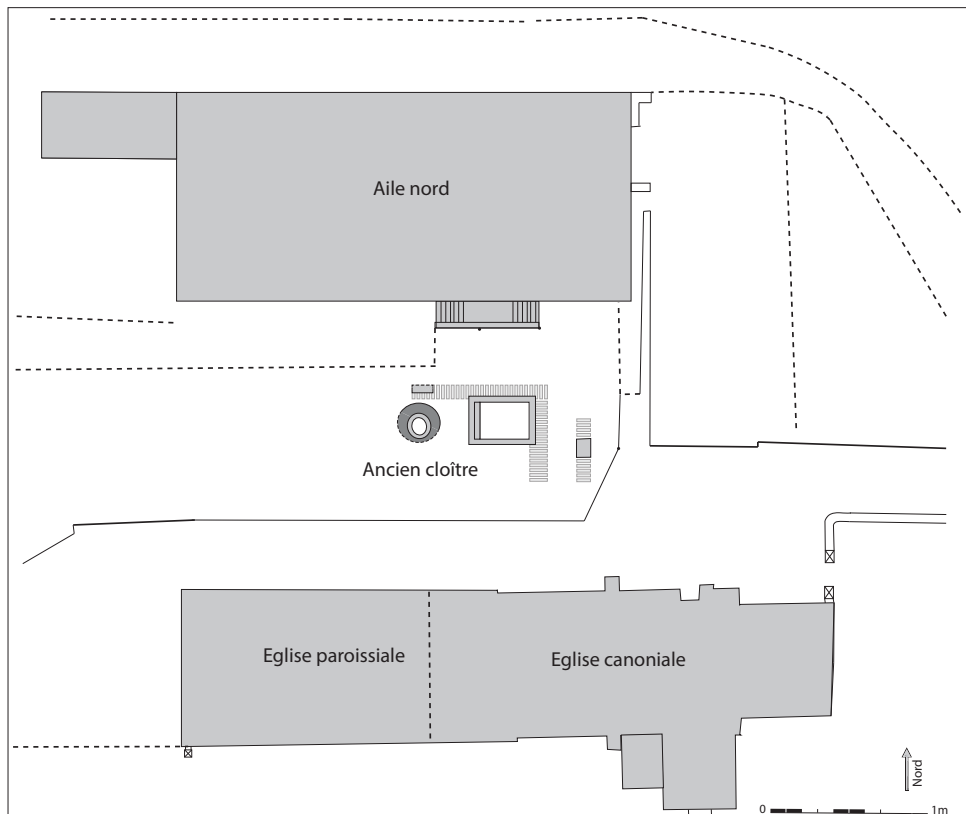 Aile nord
Ancien cloître
Eglise paroissiale
Eglise canoniale
Nord
0
1m